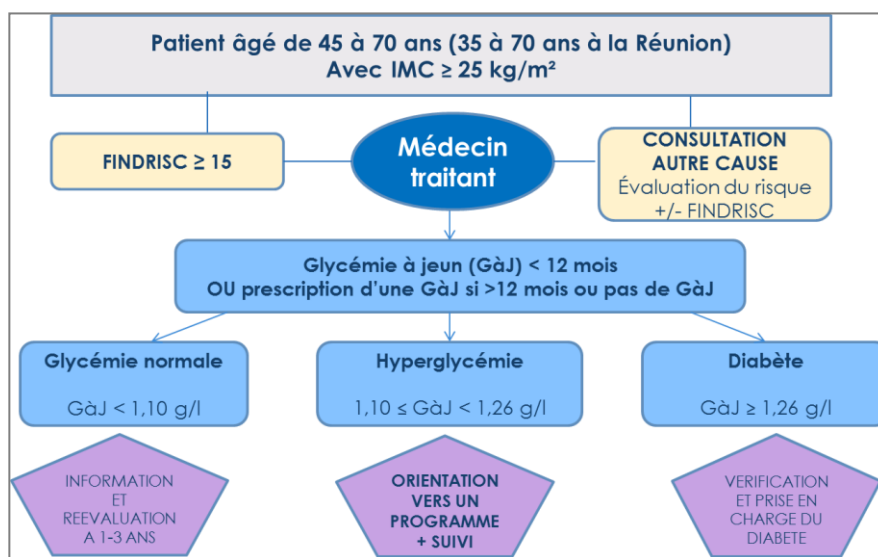 Patient âgé de 45 à 70 ans (35 à 70 ans à la Réunion)
Avec IMC ≥ 25 kg/m²
FINDRISC ≥ 15
Médecin
traitant
CONSULTATION
AUTRE CAUSE
Évaluation du risque
+/- FINDRISC
Glycémie à jeun (GàJ) < 12 mois
OU prescription d'une GàJ si >12 mois ou pas de GàJ
Glycémie normale
GàJ < 1,10 g/l
Hyperglycémie
1,10 ≤ GàJ < 1,26 g/l
Diabète
GàJ ≥ 1,26 g/l
INFORMATION
ET
REEVALUATION
A 1-3 ANS
ORIENTATION
VERS UN
PROGRAMME
+ SUIVI
VERIFICATION
ET PRISE EN
CHARGE DU
DIABETE